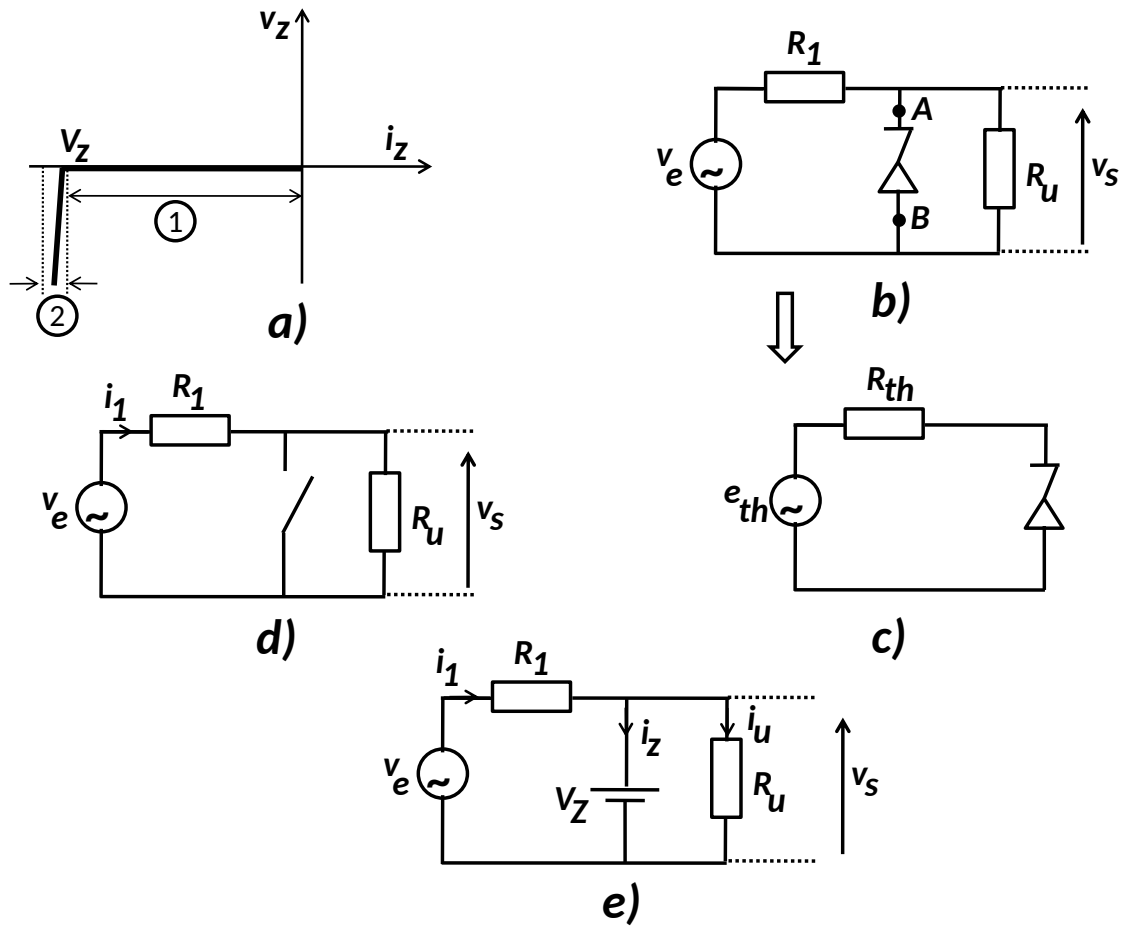 vz
Vz
iz
1
2
a)
R1
A
ve
~
B
Ru
vs
b)
Rth
eth
~
c)
i1
R1
ve
~
Ru
vs
d)
i1
R1
iz
iu
ve
~
VZ
Ru
vs
e)